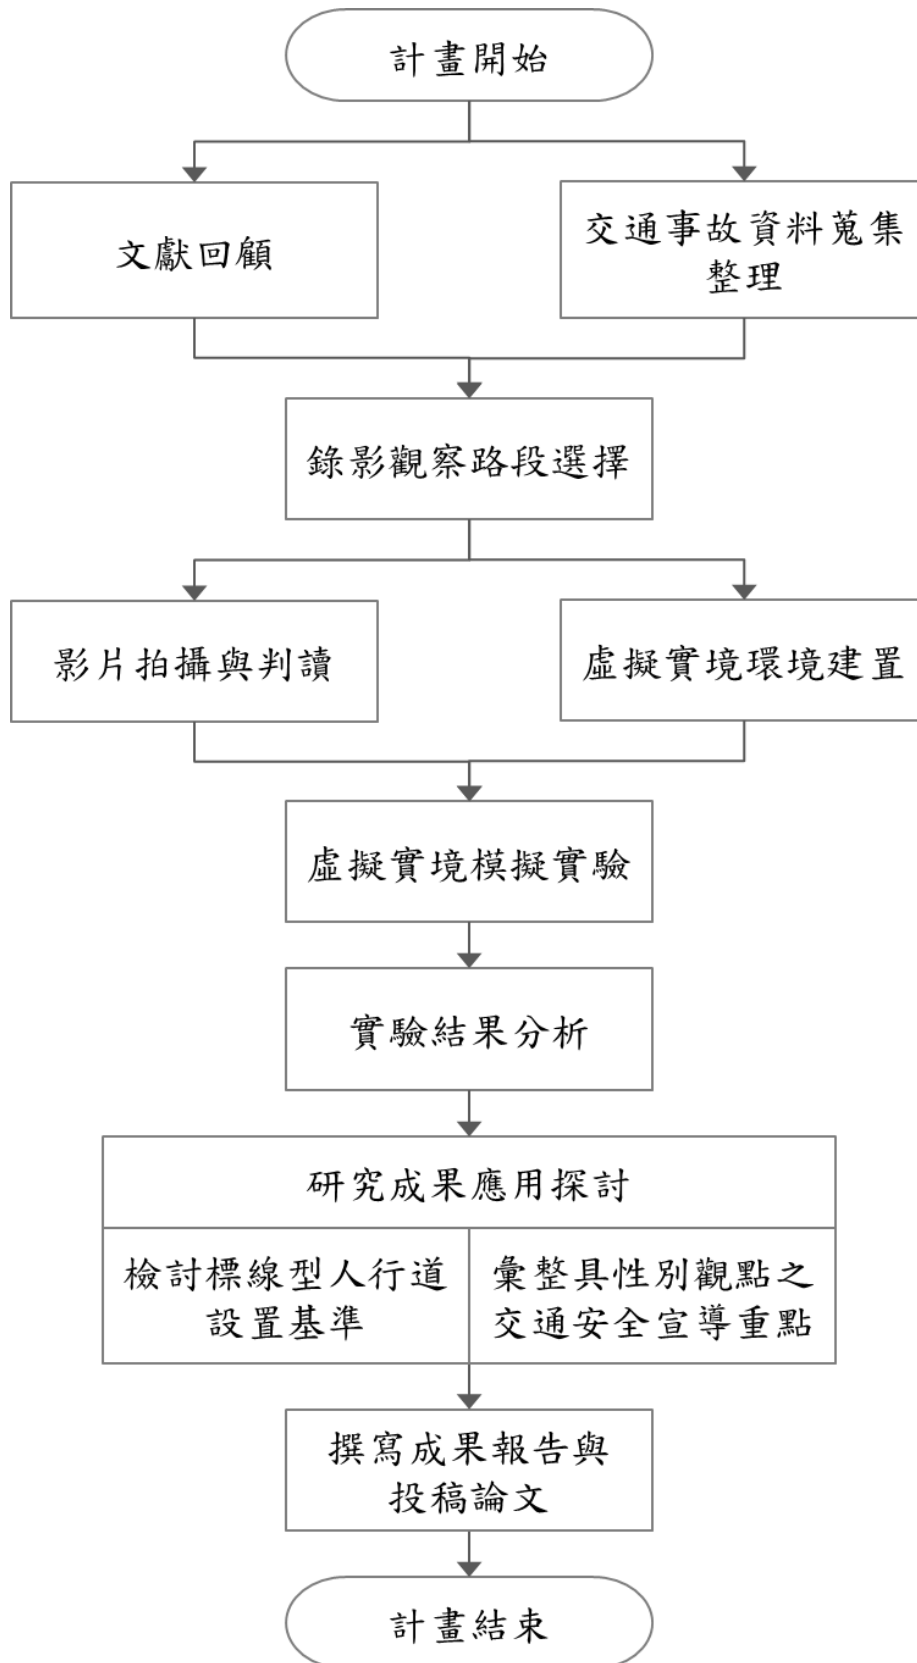 計畫開始
文獻回顧
交通事故資料蒐集
整理
錄影觀察路段選擇
影片拍攝與判讀
虛擬實境環境建置
虛擬實境模擬實驗
實驗結果分析
研究成果應用探討
檢討標線型人行道
設置基準
彙整具性別觀點之
交通安全宣導重點
撰寫成果報告與
投稿論文
計畫結束